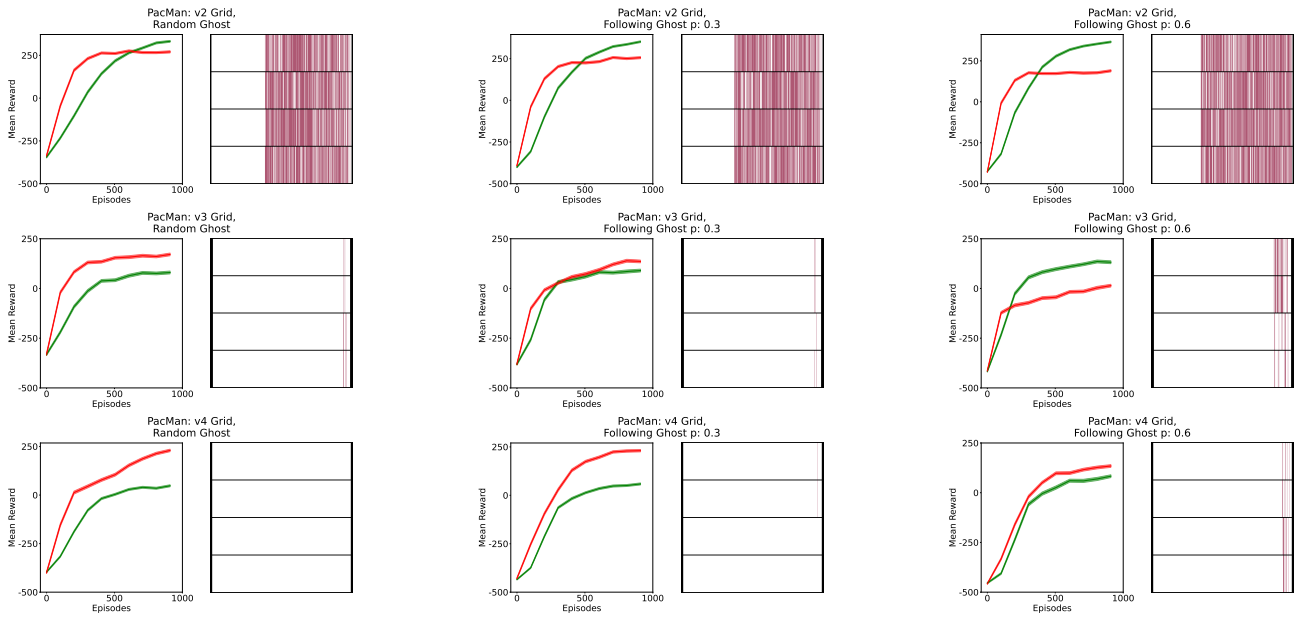 PacMan: v2 Grid,
Random Ghost
Mean Reward
250
0
-250
-500
0
500
1000
Episodes
PacMan: v2 Grid,
Following Ghost p: 0.3
Mean Reward
250
0
-250
-500
0
500
1000
Episodes
PacMan: v2 Grid,
Following Ghost p: 0.6
Mean Reward
250
0
-250
-500
0
500
1000
Episodes
PacMan: v3 Grid,
Random Ghost
Mean Reward
250
0
-250
-500
0
500
1000
Episodes
PacMan: v3 Grid,
Following Ghost p: 0.3
Mean Reward
250
0
-250
-500
0
500
1000
Episodes
PacMan: v3 Grid,
Following Ghost p: 0.6
Mean Reward
250
0
-250
-500
0
500
1000
Episodes
PacMan: v4 Grid,
Random Ghost
Mean Reward
250
0
-250
-500
0
500
1000
Episodes
PacMan: v4 Grid,
Following Ghost p: 0.3
Mean Reward
250
0
-250
-500
0
500
1000
Episodes
PacMan: v4 Grid,
Following Ghost p: 0.6
Mean Reward
250
0
-250
-500
0
500
1000
Episodes